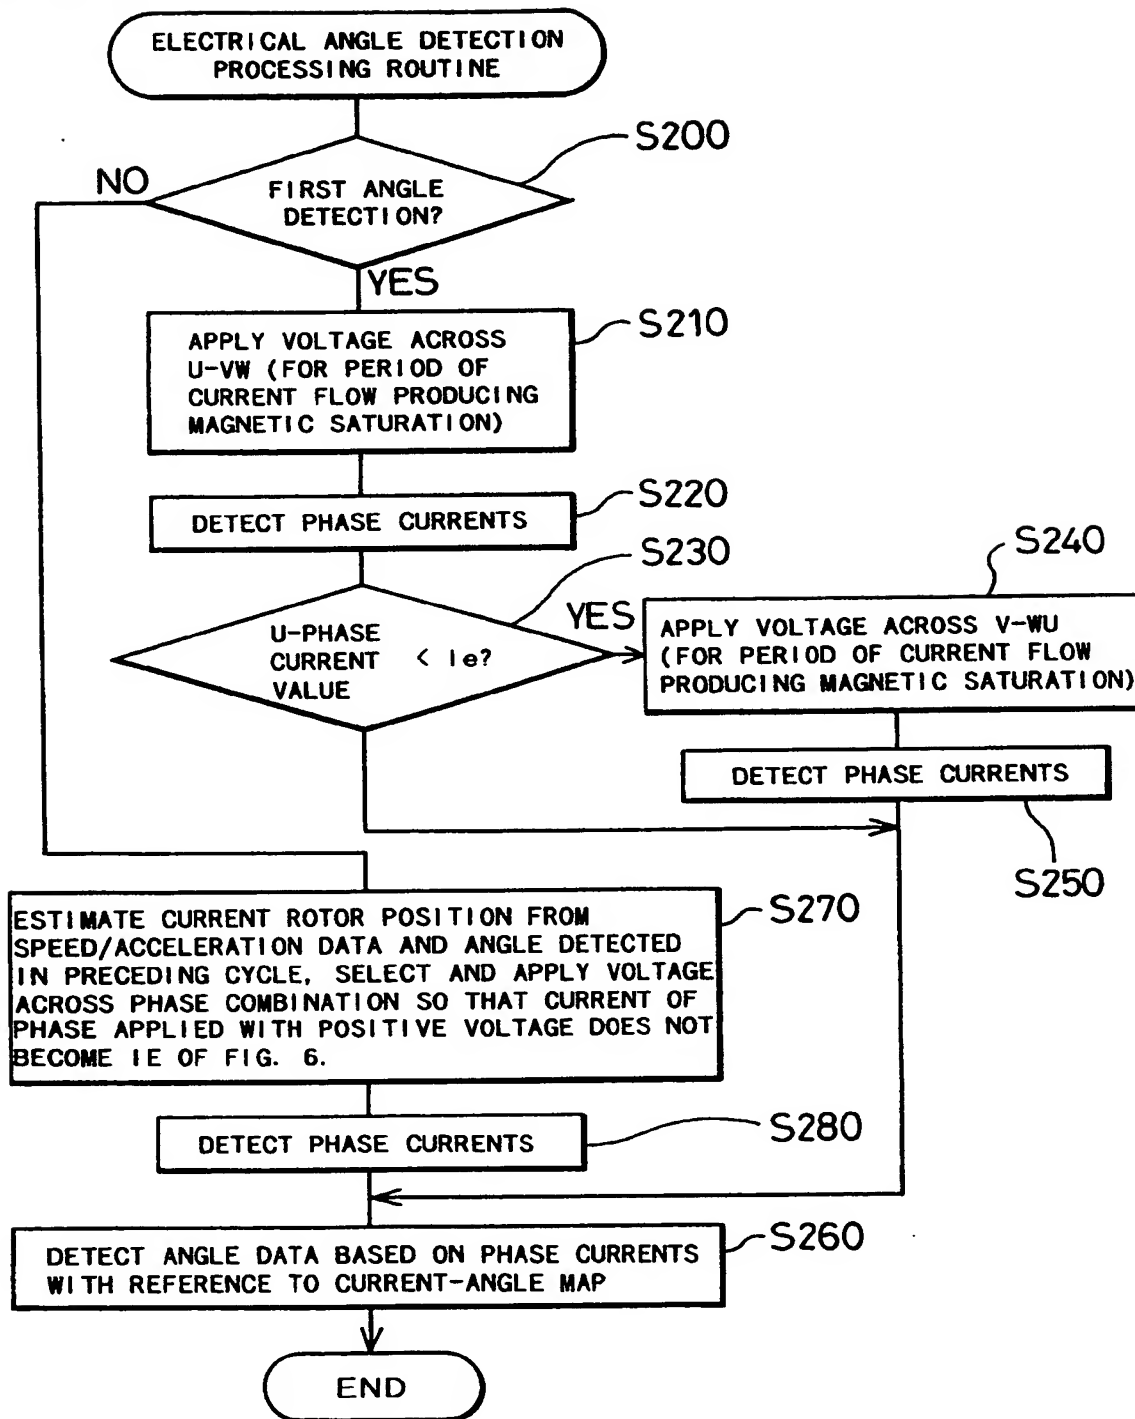 ELECTRICAL ANGLE DETECTION
PROCESSING ROUTINE
S200
NO
FIRST ANGLE
DETECTION?
YES
S210
APPLY VOLTAGE ACROSS
U-VW (FOR PERIOD OF
CURRENT FLOW PRODUCING
MAGNETIC SATURATION)
S220
DETECT PHASE CURRENTS
S230
S240
U-PHASE
CURRENT < Ie?
VALUE
YES
APPLY VOLTAGE ACROSS V-WU
(FOR PERIOD OF CURRENT FLOW
PRODUCING MAGNETIC SATURATION)
DETECT PHASE CURRENTS
S250
S270
ESTIMATE CURRENT ROTOR POSITION FROM
SPEED/ACCELERATION DATA AND ANGLE DETECTED
IN PRECEDING CYCLE, SELECT AND APPLY VOLTAGE
ACROSS PHASE COMBINATION SO THAT CURRENT OF
PHASE APPLIED WITH POSITIVE VOLTAGE DOES NOT
BECOME IE OF FIG. 6.
S280
DETECT PHASE CURRENTS
S260
DETECT ANGLE DATA BASED ON PHASE CURRENTS
WITH REFERENCE TO CURRENT-ANGLE MAP
END